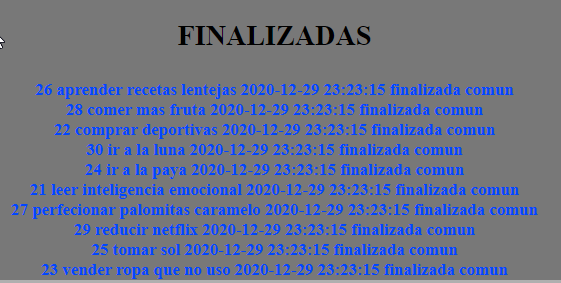 FINALIZADAS
26 aprender recetas lentejas 2020-12-29 23:23:15 finalizada comun
28 comer mas fruta 2020-12-29 23:23:15 finalizada comun
22 comprar deportivas 2020-12-29 23:23:15 finalizada comun
30 ir a la luna 2020-12-29 23:23:15 finalizada comun
24 ir a la paya 2020-12-29 23:23:15 finalizada comun
21 leer inteligencia emocional 2020-12-29 23:23:15 finalizada comun
27 perfecionar palomitas caramelo 2020-12-29 23:23:15 finalizada comun
29 reducir netflix 2020-12-29 23:23:15 finalizada comun
25 tomar sol 2020-12-29 23:23:15 finalizada comun
23 vender ropa que no uso 2020-12-29 23:23:15 finalizada comun